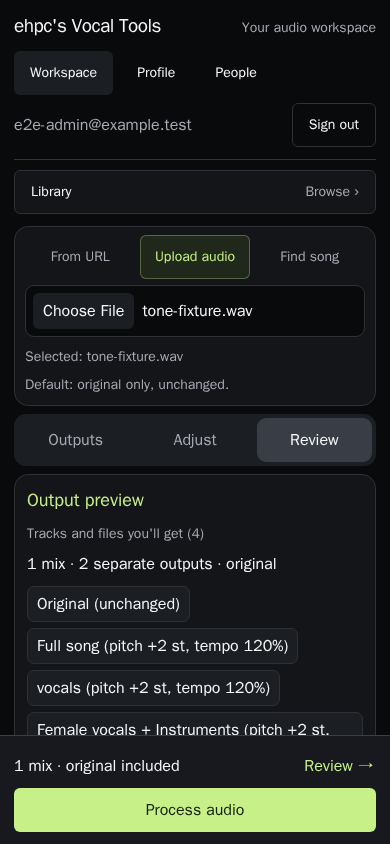 ehpc's Vocal Tools
Your audio workspace
Workspace
Profile
People
e2e-admin@example.test
Sign out
Library
Browse ›
From URL
Upload audio
Find song
Choose File
tone-fixture.wav
Selected: tone-fixture.wav
Default: original only, unchanged.
Outputs
Adjust
Review
Output preview
Tracks and files you'll get (4)
1 mix · 2 separate outputs · original
Original (unchanged)
Full song (pitch +2 st, tempo 120%)
vocals (pitch +2 st, tempo 120%)
Female vocals + Instruments (pitch +2 st,
1 mix · original included
Review →
Process audio